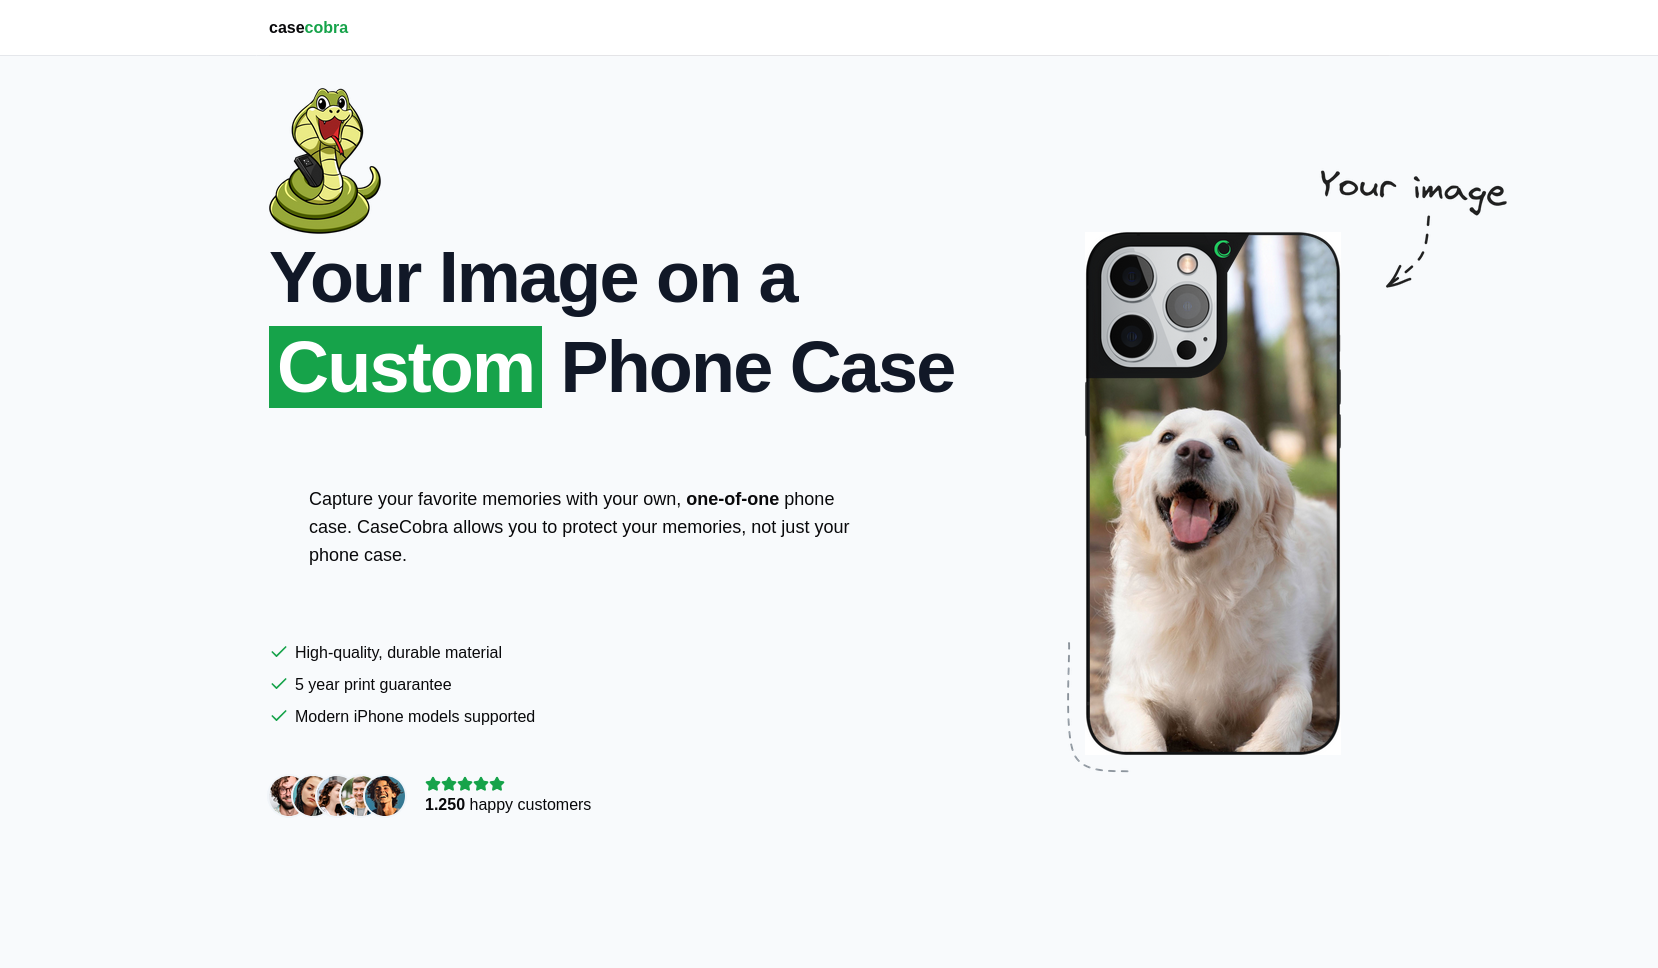 casecobra
Your Image on a
Custom Phone Case
Your image
Capture your favorite memories with your own, one-of-one phone
case. CaseCobra allows you to protect your memories, not just your
phone case.
High-quality, durable material
5 year print guarantee
Modern iPhone models supported
1.250 happy customers